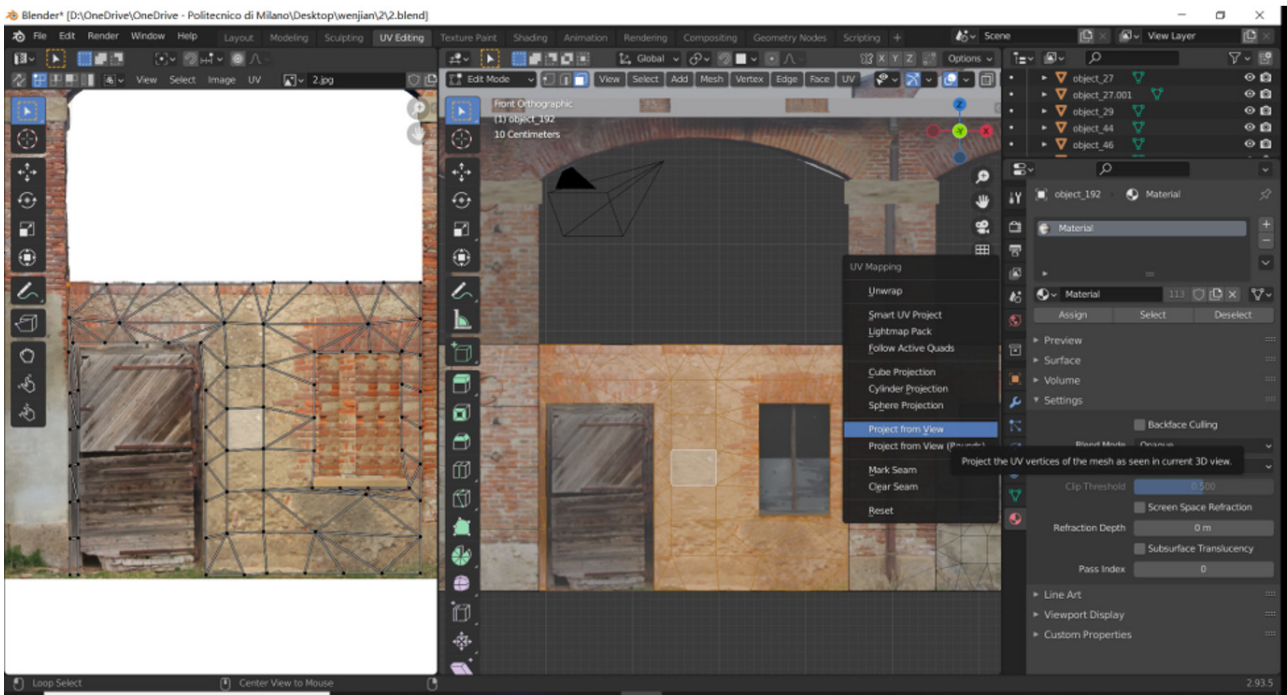 Blender* [D:\OneDrive\OneDrive - Politecnico di Milano\Desktop\wenjian\2\2.blend]
File Edit Render Window Help Layout Modeling Sculpting UV Editing Texture Paint Shading Animation Rendering Compositing Geometry Nodes Scripting + Scene View Layer
Global X Y Z Options
View Select Image UV 2.jpg
Edit Mode View Select Add Mesh Vertex Edge Face UV
Front Orthographic
(1) object_192
10 Centimeters
Z
X
-Y
object_27
object_27.001
object_29
object_44
object_46
object_192 Material
Material
Material 113
Assign Select Deselect
Preview
Surface
Volume
Settings
Backface Culling
Blend Mode Opaque
Clip Threshold 0.500
Screen Space Refraction
Refraction Depth 0 m
Subsurface Translucency
Pass Index 0
Line Art
Viewport Display
Custom Properties
UV Mapping
Unwrap
Smart UV Project
Lightmap Pack
Follow Active Quads
Cube Projection
Cylinder Projection
Sphere Projection
Project from View
Project from View (Bounds)
Mark Seam
Clear Seam
Reset
Project the UV vertices of the mesh as seen in current 3D view.
Loop Select Center View to Mouse 2.93.5